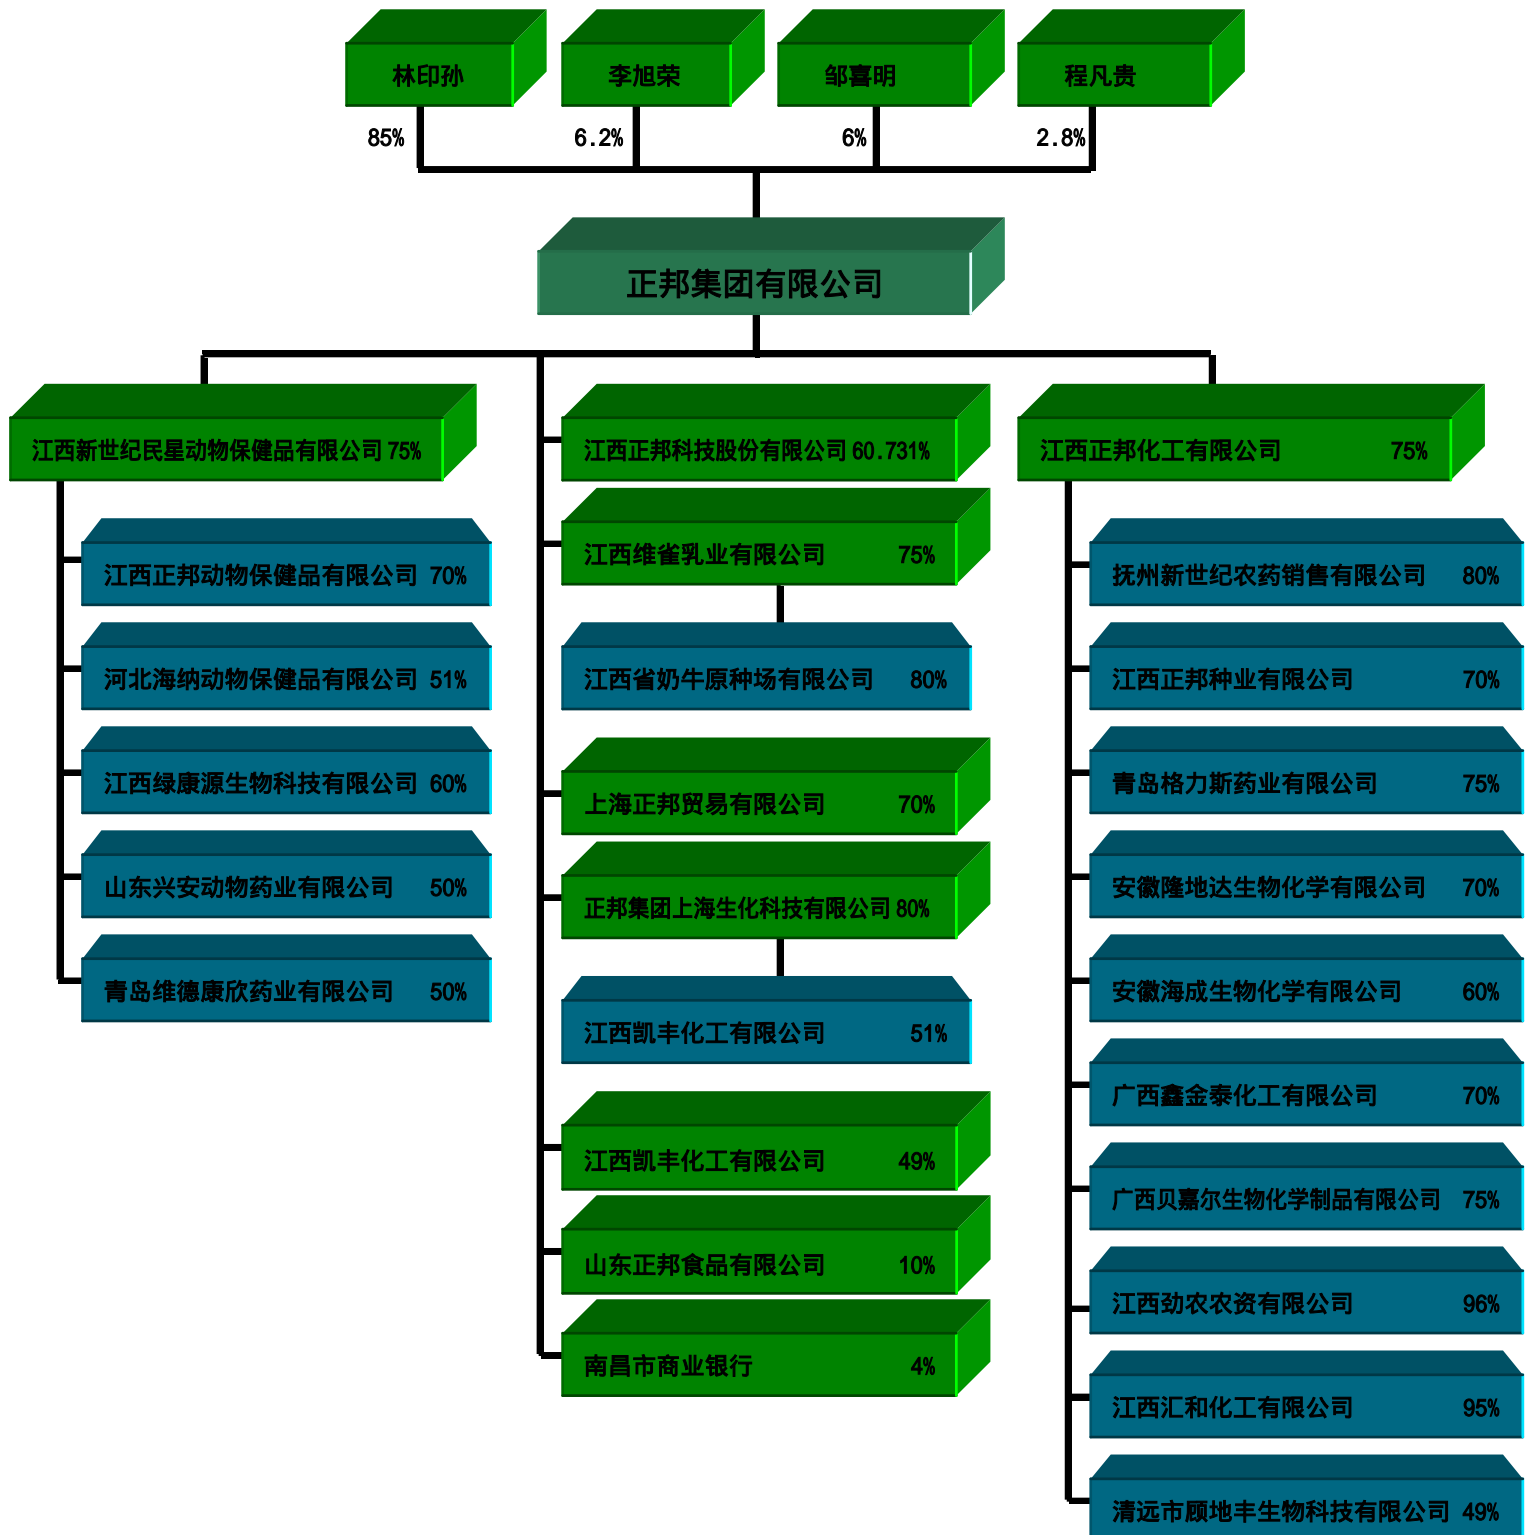 林印孙
李旭荣
邹喜明
程凡贵
85%
6.2%
6%
2.8%
正邦集团有限公司
江西新世纪民星动物保健品有限公司 75%
江西正邦动物保健品有限公司 70%
河北海纳动物保健品有限公司 51%
江西绿康源生物科技有限公司 60%
山东兴安动物药业有限公司 50%
青岛维德康欣药业有限公司 50%
江西正邦科技股份有限公司 60.731%
江西维雀乳业有限公司 75%
江西省奶牛原种场有限公司 80%
上海正邦贸易有限公司 70%
正邦集团上海生化科技有限公司 80%
江西凯丰化工有限公司 51%
江西凯丰化工有限公司 49%
山东正邦食品有限公司 10%
南昌市商业银行 4%
江西正邦化工有限公司 75%
抚州新世纪农药销售有限公司 80%
江西正邦种业有限公司 70%
青岛格力斯药业有限公司 75%
安徽隆地达生物化学有限公司 70%
安徽海成生物化学有限公司 60%
广西鑫金泰化工有限公司 70%
广西贝嘉尔生物化学制品有限公司 75%
江西劲农农资有限公司 96%
江西汇和化工有限公司 95%
清远市顾地丰生物科技有限公司 49%